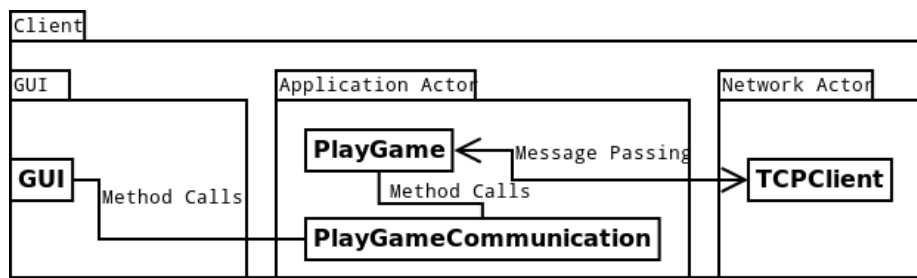 Client
GUI
Application Actor
Network Actor
PlayGame
Message Passing
GUI
TCPClient
Method Calls
Method Calls
PlayGameCommunication